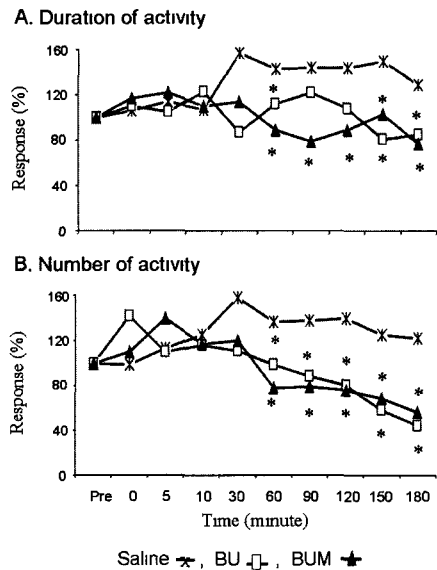 A. Duration of activity
160
120
80
40
0
Response (%)
* * * * * * * *
B. Number of activity
160
120
80
40
0
Response (%)
* * * * * * * * * *
Pre 0 5 10 30 60 90 120 150 180
Time (minute)
Saline , BU , BUM